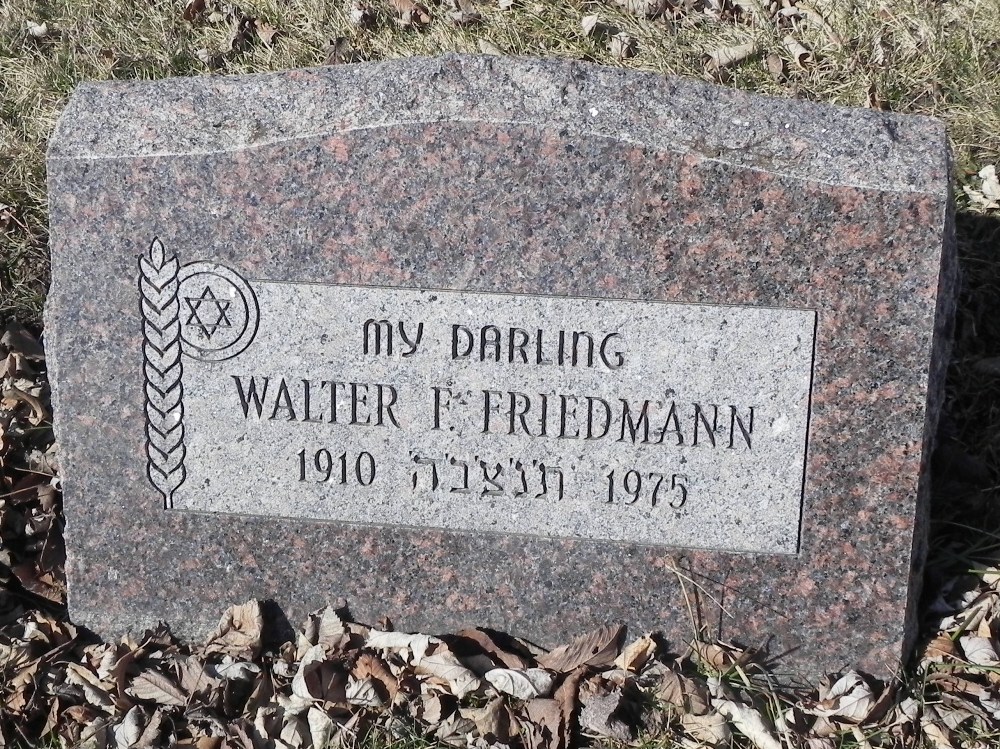 MY DARLING
WALTER F. FRIEDMANN
1910 ת'נ'צ'ב'ה' 1975